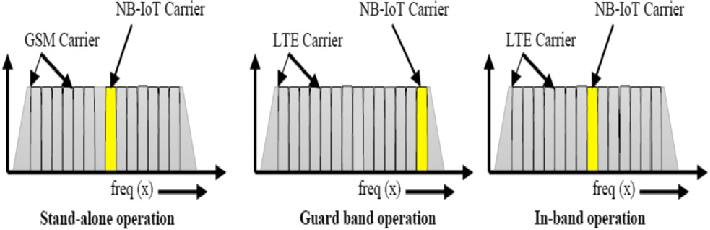 NB-IoT Carrier
GSM Carrier
freq (x)
Stand-alone operation
NB-IoT Carrier
LTE Carrier
freq (x)
Guard band operation
NB-IoT Carrier
LTE Carrier
freq (x)
In-band operation